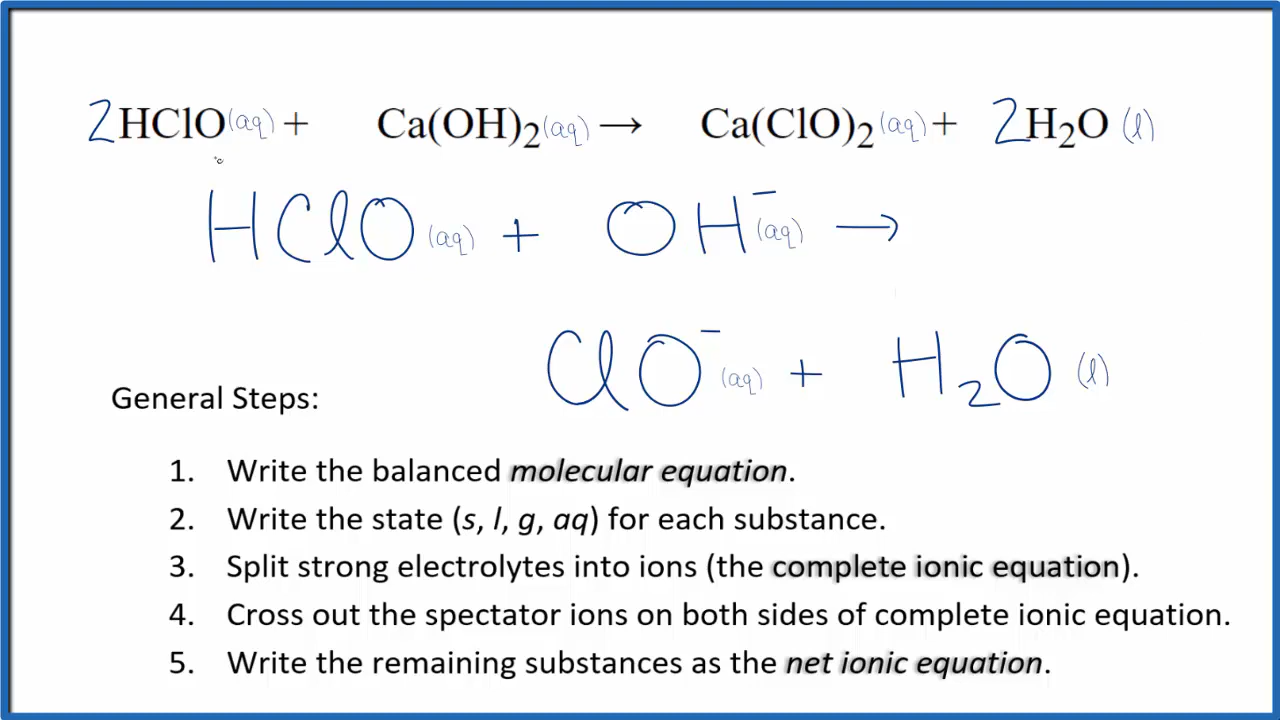 2HClO(aq) + Ca(OH)₂(aq) → Ca(ClO)₂(aq) + 2H₂O (l)
HClO(aq) + OH⁻(aq) →
ClO⁻(aq) + H₂O (l)
General Steps:
1. Write the balanced molecular equation.
2. Write the state (s, l, g, aq) for each substance.
3. Split strong electrolytes into ions (the complete ionic equation).
4. Cross out the spectator ions on both sides of complete ionic equation.
5. Write the remaining substances as the net ionic equation.